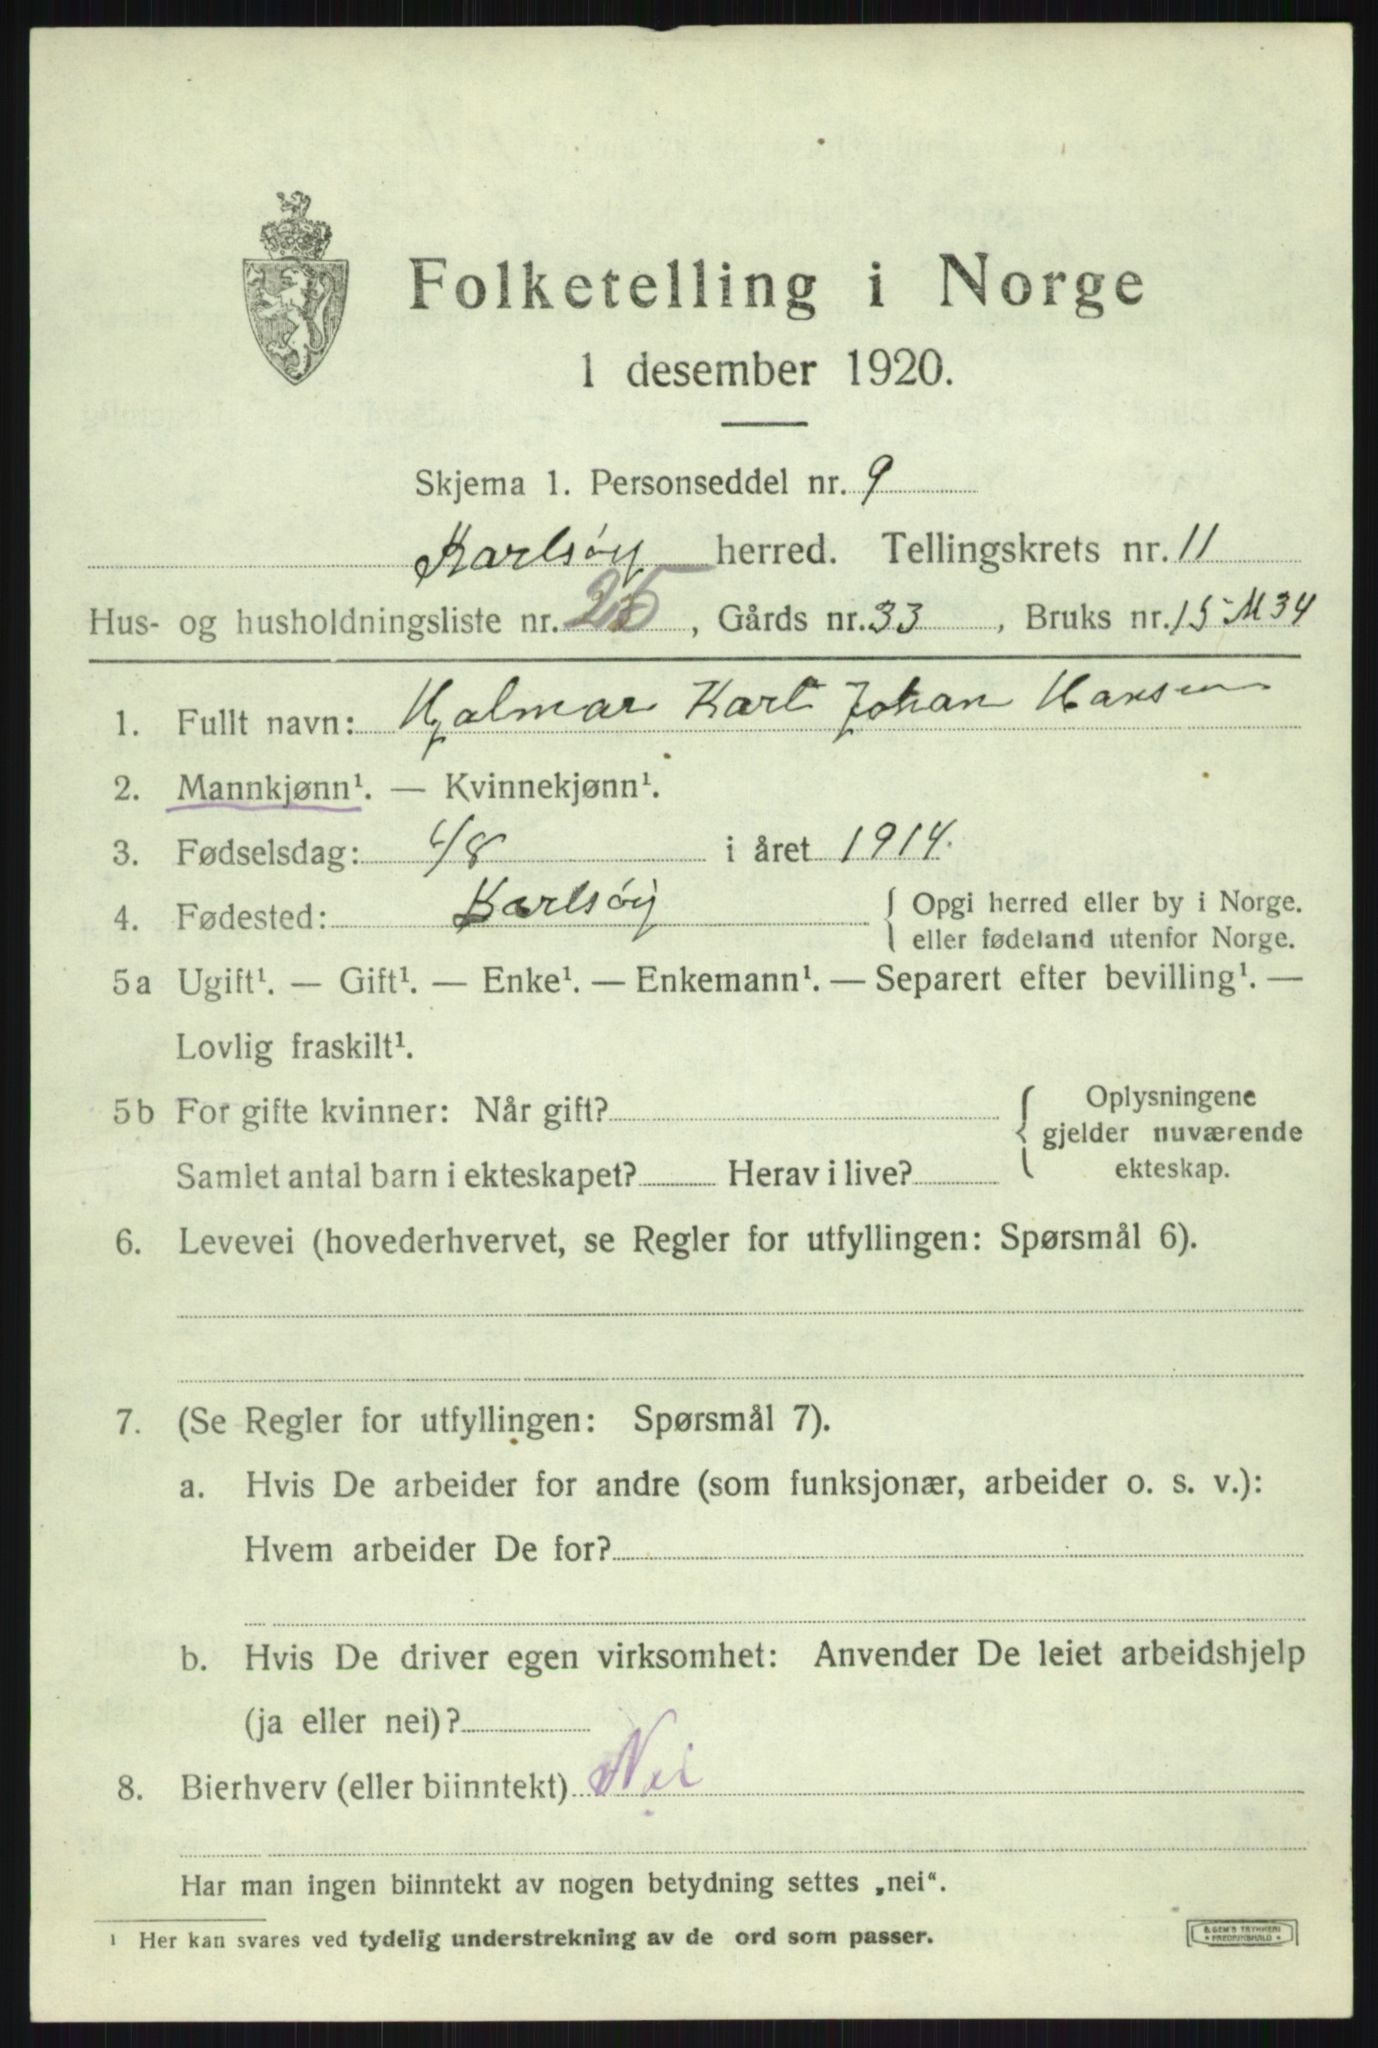 Folketelling i Norge
1 desember 1920.
Skjema 1. Personseddel nr. 9
Karlsøy herred. Tellingskrets nr. 11
Hus- og husholdningsliste nr. 25, Gårds nr. 33, Bruks nr. 15 M 34
1. Fullt navn: Hjalmar Karl Johan Hansen
2. Mannkjønn¹. — Kvinnekjønn¹.
3. Fødselsdag: 4/8 i året 1914.
4. Fødested: Karlsøy { Opgi herred eller by i Norge.
eller fødeland utenfor Norge.
5a Ugift¹. — Gift¹. — Enke¹. — Enkemann¹. — Separert efter bevilling¹. —
Lovlig fraskilt¹.
5b For gifte kvinner: Når gift? { Oplysningene
gjelder nuværende
Samlet antal barn i ekteskapet? Herav i live? ekteskap.
6. Levevei (hovederhvervet, se Regler for utfyllingen: Spørsmål 6).
7. (Se Regler for utfyllingen: Spørsmål 7).
a. Hvis De arbeider for andre (som funksjonær, arbeider o. s. v.):
Hvem arbeider De for?
b. Hvis De driver egen virksomhet: Anvender De leiet arbeidshjelp
(ja eller nei)?
8. Bierhverv (eller biinntekt) Nei
Har man ingen biinntekt av nogen betydning settes „nei“.
¹ Her kan svares ved tydelig understrekning av de ord som passer.